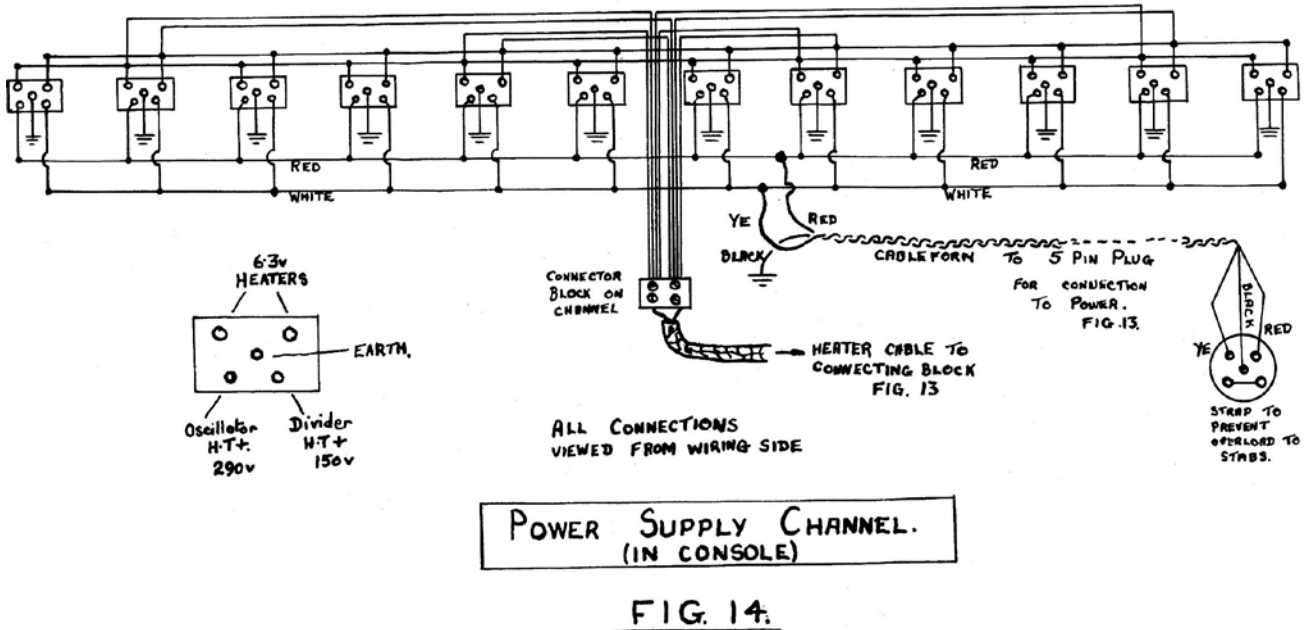 RED
RED
WHITE
WHITE
YE
RED
BLACK
CABLEFORM TO 5 PIN PLUG
FOR CONNECTION
TO POWER.
FIG.13.
CONNECTOR
BLOCK ON
CHANNEL
HEATER CABLE TO
CONNECTING BLOCK
FIG. 13
6·3v
HEATERS
EARTH.
Oscillator
H.T+.
290v
Divider
H.T+
150v
ALL CONNECTIONS
VIEWED FROM WIRING SIDE
YE
BLACK
RED
STRAP TO
PREVENT
OVERLOAD TO
STABS.
POWER SUPPLY CHANNEL.
(IN CONSOLE)
FIG. 14.